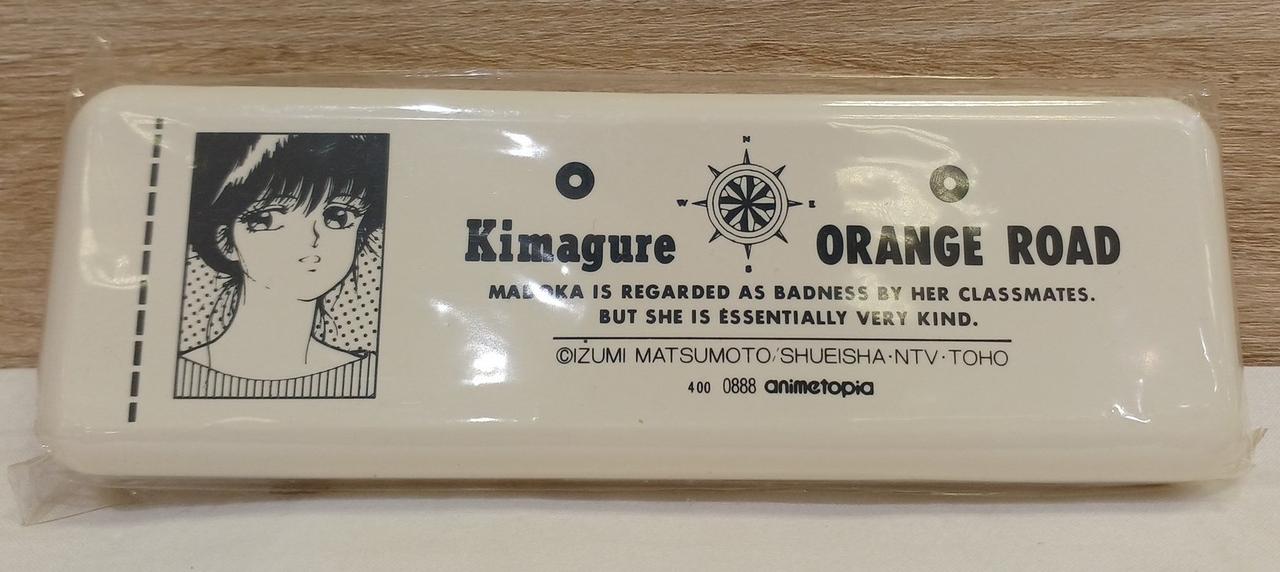 N
W E
S
Kimagure ORANGE ROAD
MADOKA IS REGARDED AS BADNESS BY HER CLASSMATES.
BUT SHE IS ESSENTIALLY VERY KIND.
©IZUMI MATSUMOTO/SHUEISHA·NTV·TOHO
400 0888 animetopia